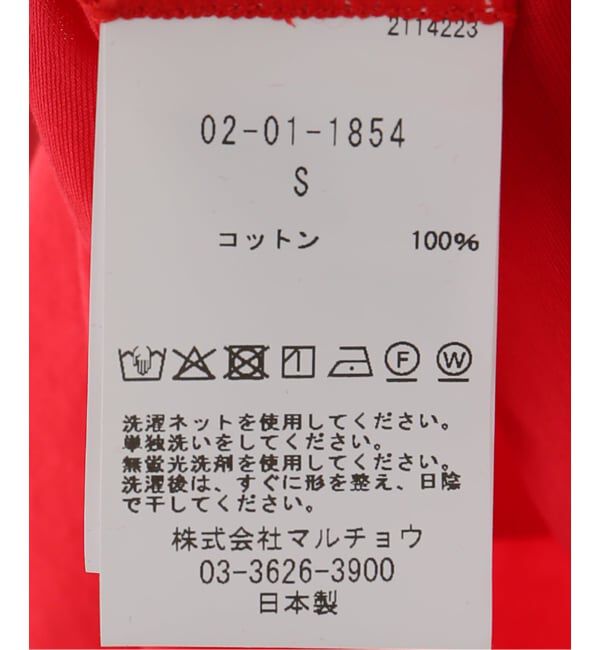 2114223
02-01-1854
S
コットン 100%
F W
洗濯ネットを使用してください。
単独洗いをしてください。
無蛍光洗剤を使用してください。
洗濯後は、すぐに形を整え、日陰
で干してください。
株式会社マルチョウ
03-3626-3900
日本製